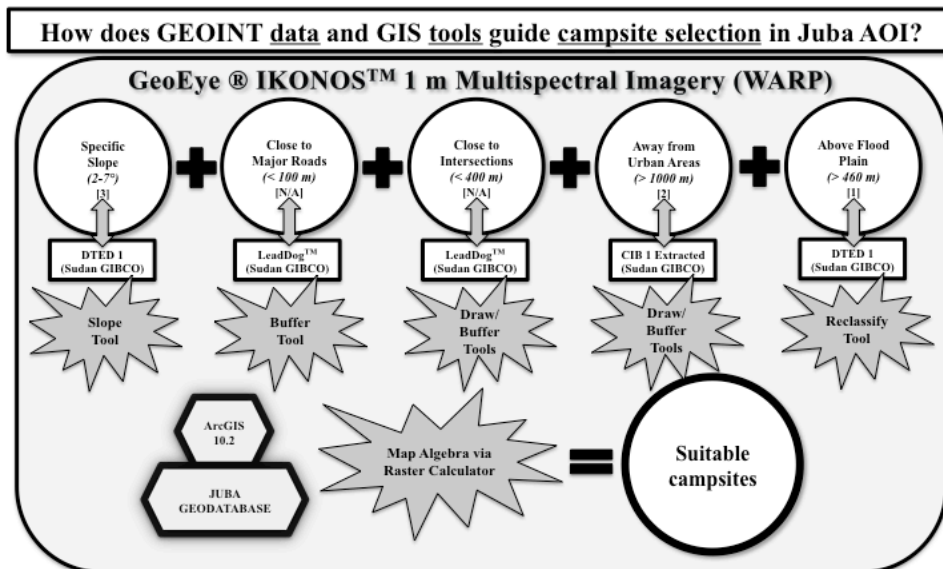 How does GEOINT data and GIS tools guide campsite selection in Juba AOI?
GeoEye ® IKONOS™ 1 m Multispectral Imagery (WARP)
Specific
Slope
(2-7°)
[3]
Close to
Major Roads
(< 100 m)
[N/A]
Close to
Intersections
(< 400 m)
[N/A]
Away from
Urban Areas
(> 1000 m)
[2]
Above Flood
Plain
(> 460 m)
[1]
DTED 1
(Sudan GIBCO)
LeadDog™
(Sudan GIBCO)
LeadDog™
(Sudan GIBCO)
CIB 1 Extracted
(Sudan GIBCO)
DTED 1
(Sudan GIBCO)
Slope
Tool
Buffer
Tool
Draw/
Buffer
Tools
Draw/
Buffer
Tools
Reclassify
Tool
ArcGIS
10.2
JUBA
GEODATABASE
Map Algebra via
Raster Calculator
Suitable
campsites